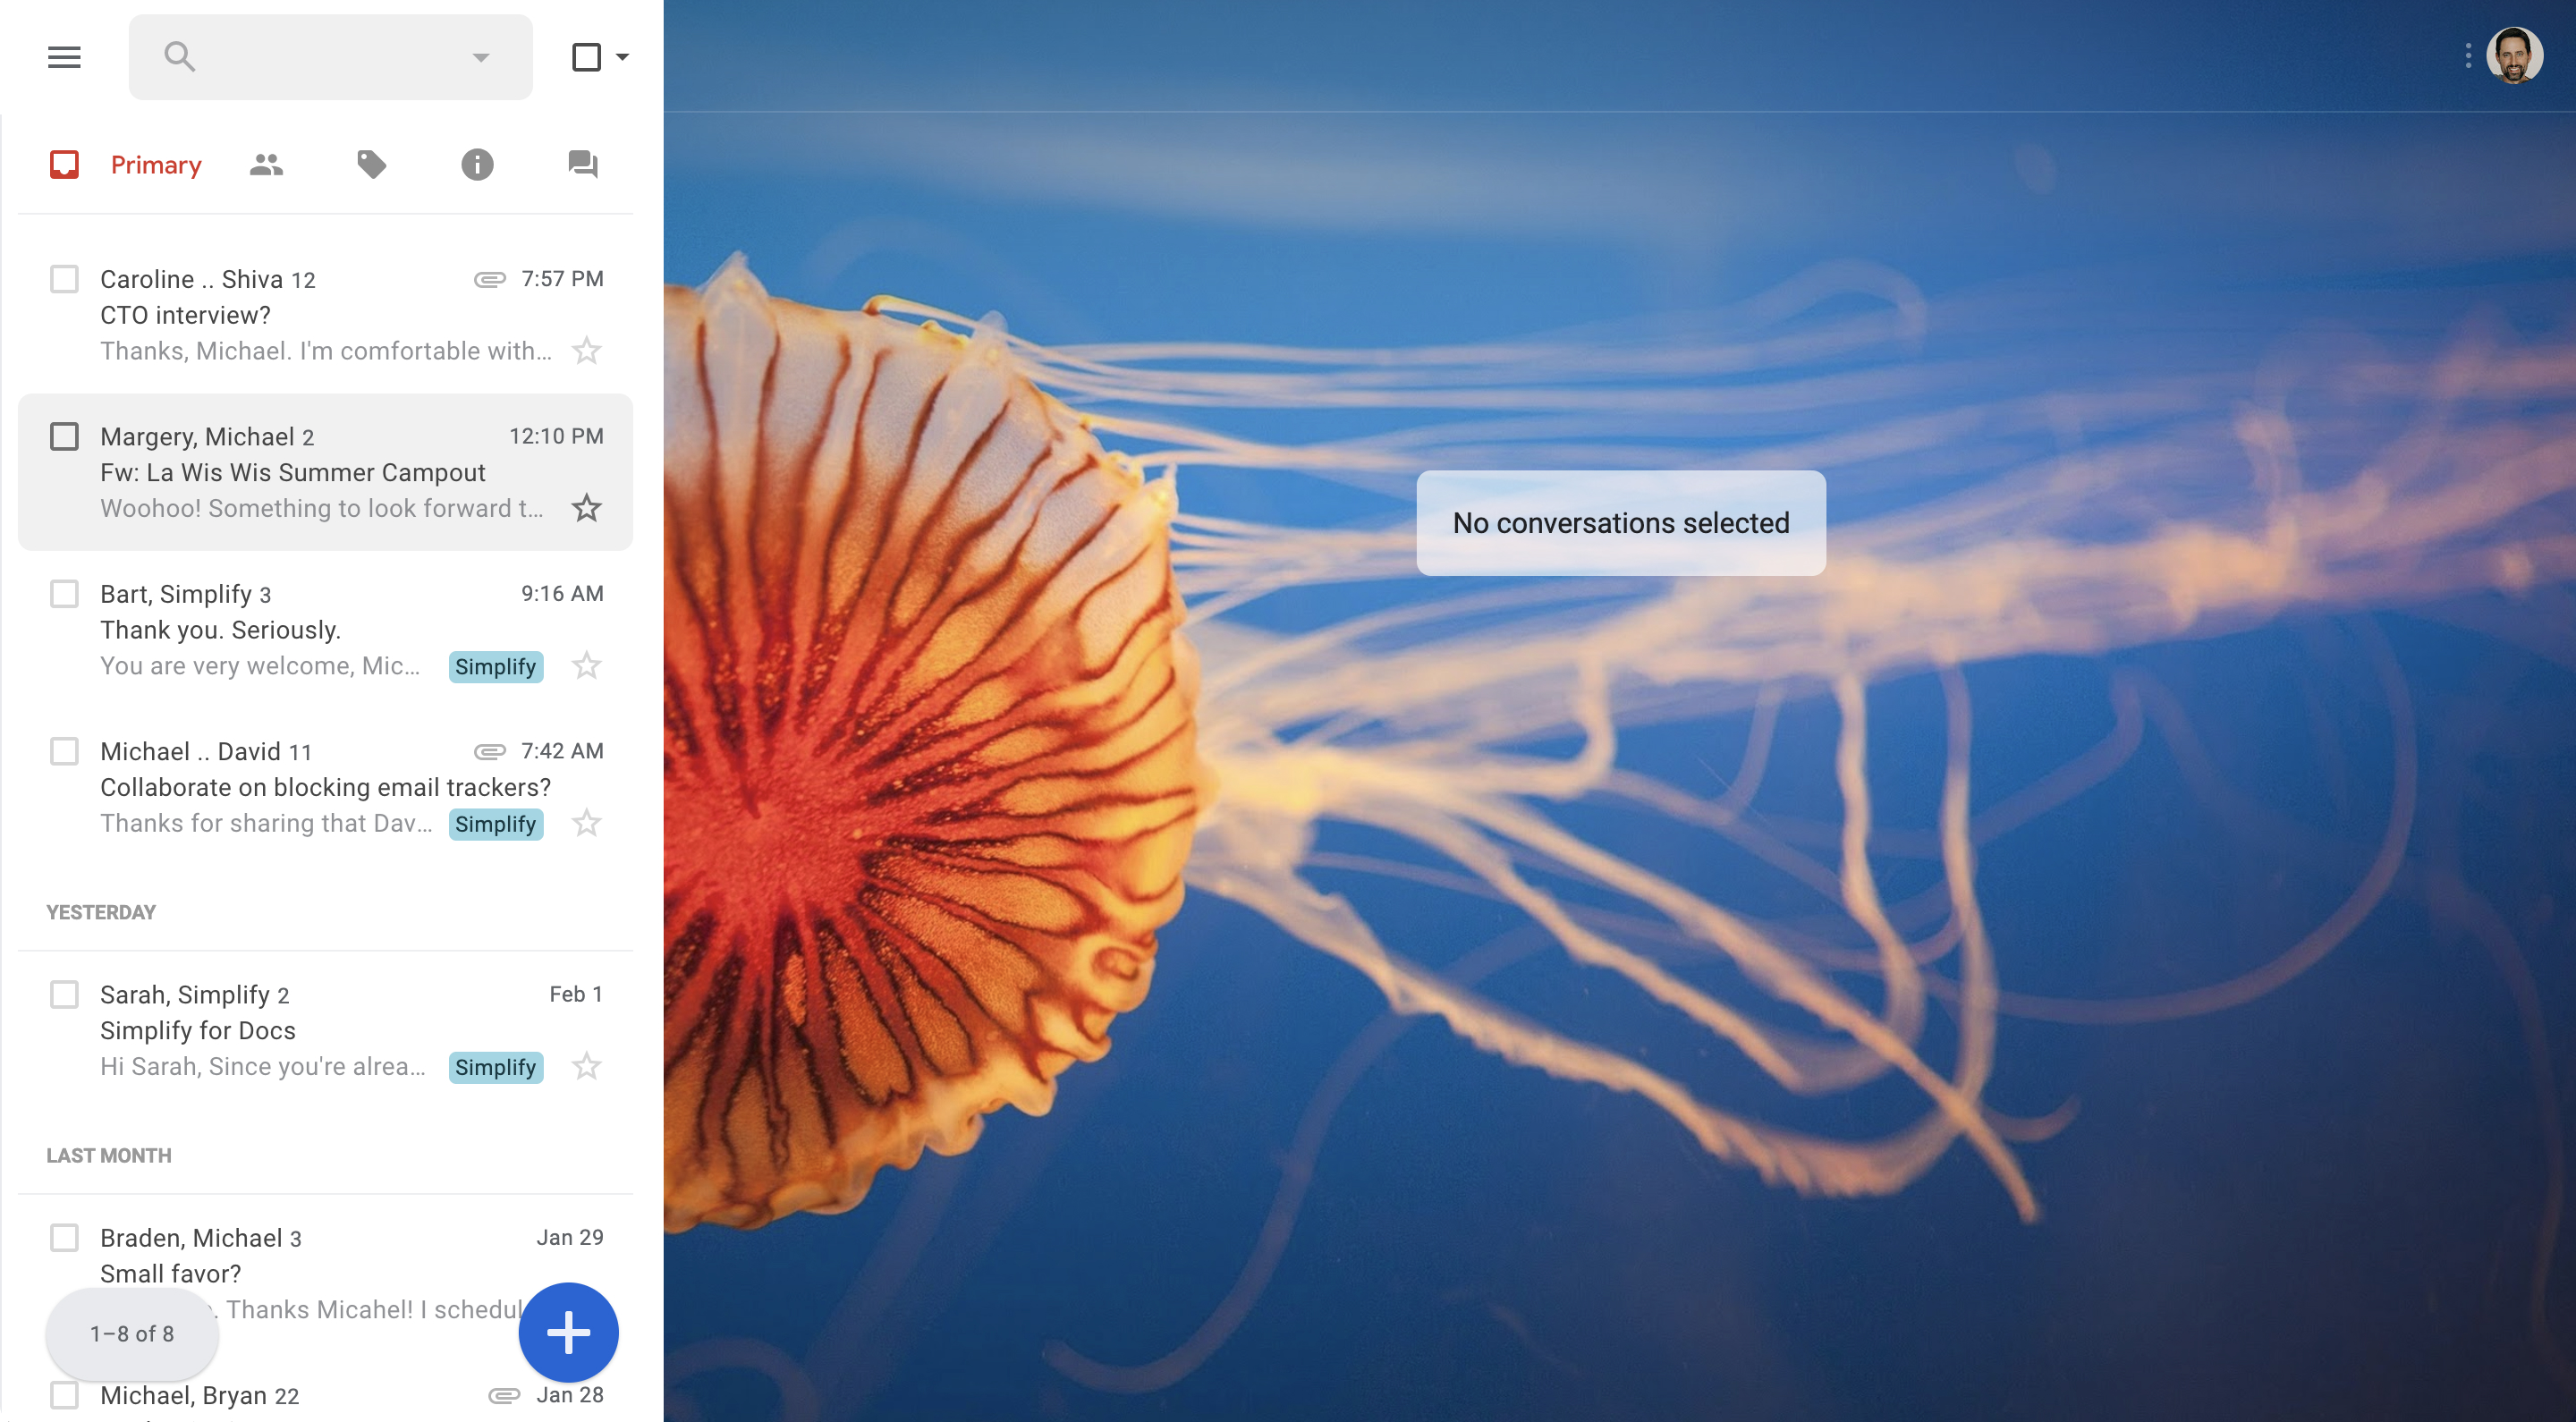 Primary
Caroline .. Shiva 12 7:57 PM
CTO interview?
Thanks, Michael. I'm comfortable with...
Margery, Michael 2 12:10 PM
Fw: La Wis Wis Summer Campout
Woohoo! Something to look forward t...
No conversations selected
Bart, Simplify 3 9:16 AM
Thank you. Seriously.
You are very welcome, Mic... Simplify
Michael .. David 11 7:42 AM
Collaborate on blocking email trackers?
Thanks for sharing that Dav... Simplify
YESTERDAY
Sarah, Simplify 2 Feb 1
Simplify for Docs
Hi Sarah, Since you're alrea... Simplify
LAST MONTH
Braden, Michael 3 Jan 29
Small favor?
. Thanks Micahel! I schedul
1–8 of 8
Michael, Bryan 22 Jan 28